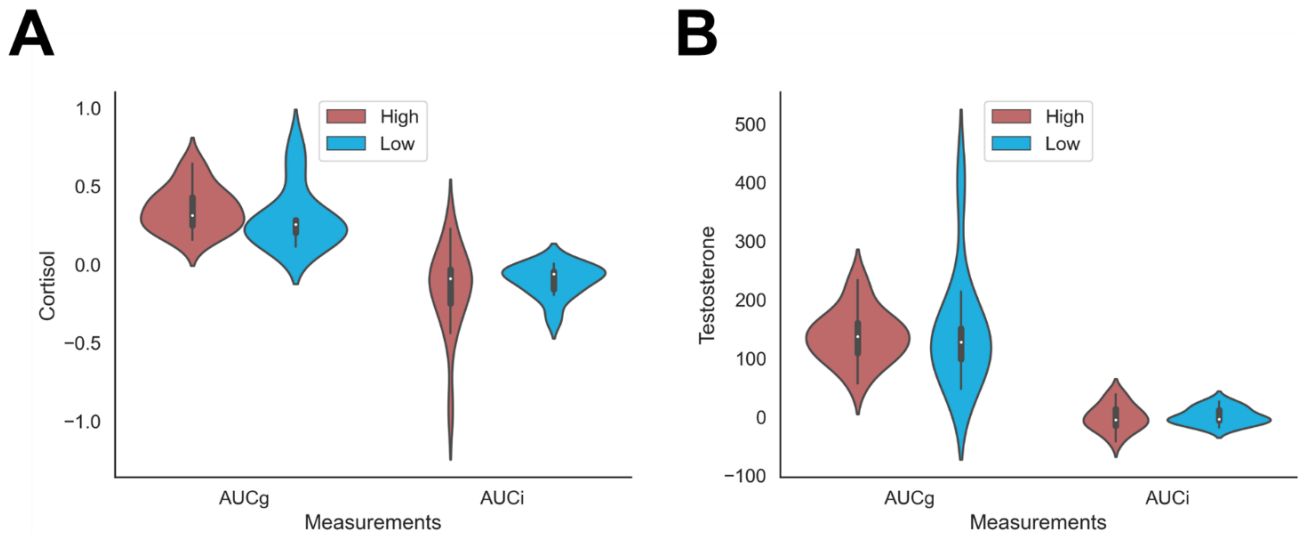 A
1.0
0.5
0.0
−0.5
−1.0
Cortisol
High
Low
AUCg
AUCi
Measurements
B
500
400
300
200
100
0
−100
Testosterone
High
Low
AUCg
AUCi
Measurements